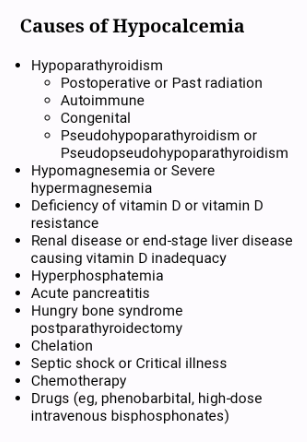 Causes of Hypocalcemia
• Hypoparathyroidism
◦ Postoperative or Past radiation
◦ Autoimmune
◦ Congenital
◦ Pseudohypoparathyroidism or
Pseudopseudohypoparathyroidism
• Hypomagnesemia or Severe
hypermagnesemia
• Deficiency of vitamin D or vitamin D
resistance
• Renal disease or end-stage liver disease
causing vitamin D inadequacy
• Hyperphosphatemia
• Acute pancreatitis
• Hungry bone syndrome
postparathyroidectomy
• Chelation
• Septic shock or Critical illness
• Chemotherapy
• Drugs (eg, phenobarbital, high-dose
intravenous bisphosphonates)